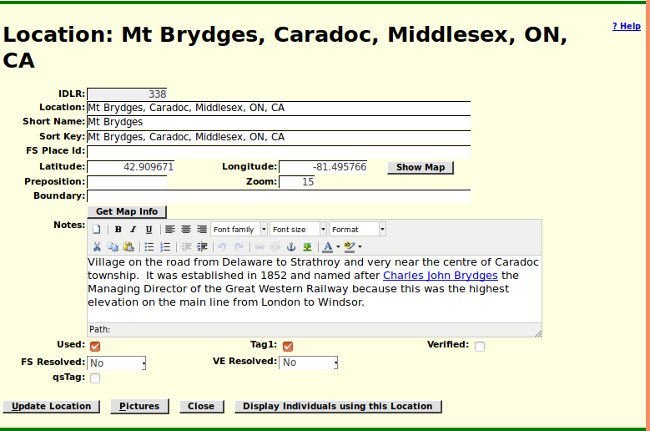 Location: Mt Brydges, Caradoc, Middlesex, ON,
CA
? Help
IDLR: 338
Location: Mt Brydges, Caradoc, Middlesex, ON, CA
Short Name: Mt Brydges
Sort Key: Mt Brydges, Caradoc, Middlesex, ON, CA
FS Place Id:
Latitude: 42.909671 Longitude: -81.495766 Show Map
Preposition: Zoom: 15
Boundary:
Get Map Info
Notes: B I U Font family Font size Format
A ab
Village on the road from Delaware to Strathroy and very near the centre of Caradoc
township. It was established in 1852 and named after Charles John Brydges the
Managing Director of the Great Western Railway because this was the highest
elevation on the main line from London to Windsor.
Path:
Used: Tag1: Verified:
FS Resolved: No VE Resolved: No
qsTag:
Update Location Pictures Close Display Individuals using this Location